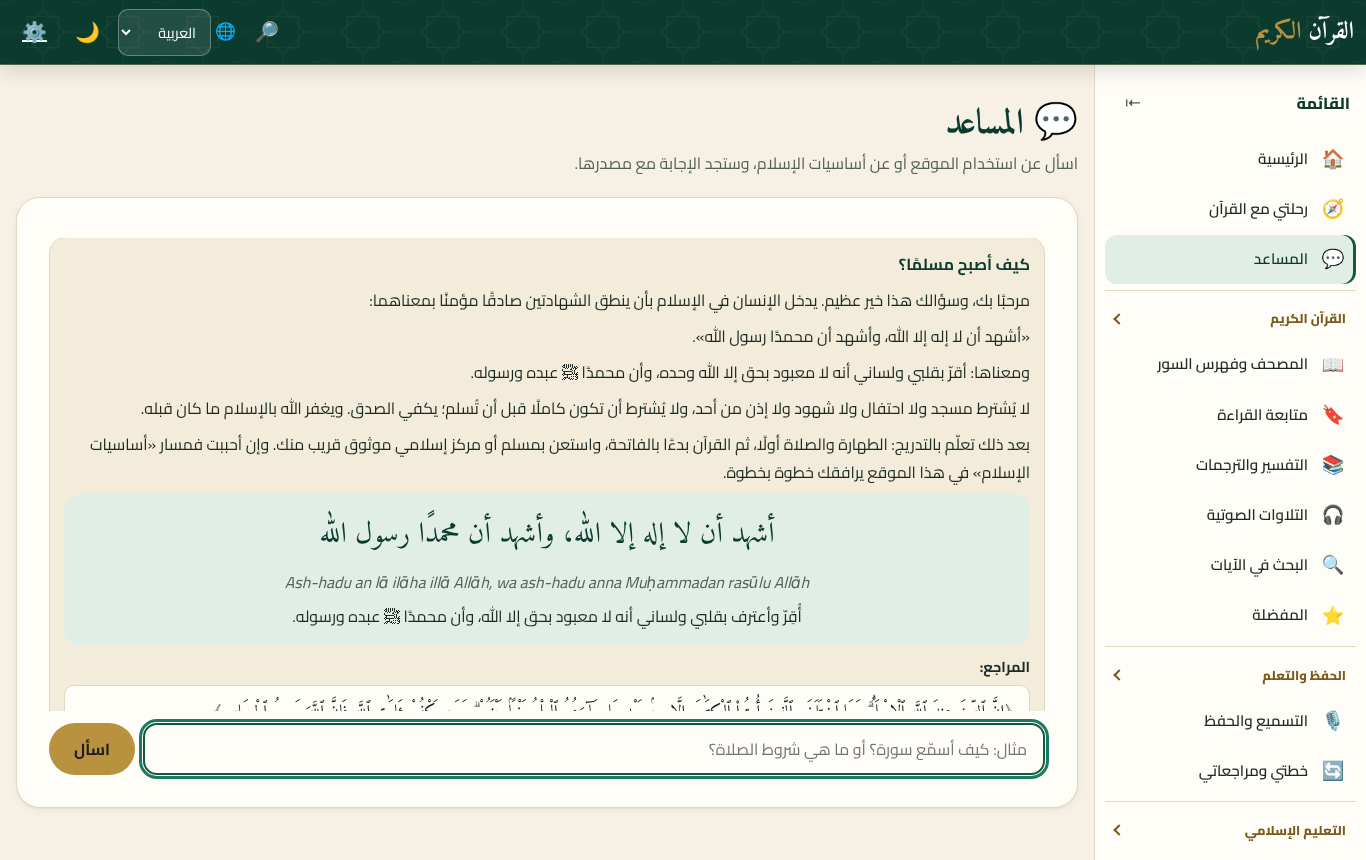 القرآن الكريم
العربية
القائمة
الرئيسية
رحلتي مع القرآن
المساعد
القرآن الكريم
المصحف وفهرس السور
متابعة القراءة
التفسير والترجمات
التلاوات الصوتية
البحث في الآيات
المفضلة
الحفظ والتعلم
التسميع والحفظ
خطتي ومراجعاتي
التعليم الإسلامي
المساعد
اسأل عن استخدام الموقع أو عن أساسيات الإسلام، وستجد الإجابة مع مصدرها.
كيف أصبح مسلمًا؟
مرحبًا بك، وسؤالك هذا خير عظيم. يدخل الإنسان في الإسلام بأن ينطق الشهادتين صادقًا مؤمنًا بمعناهما:
«أشهد أن لا إله إلا الله، وأشهد أن محمدًا رسول الله».
ومعناها: أقرّ بقلبي ولساني أنه لا معبود بحق إلا الله وحده، وأن محمدًا ﷺ عبده ورسوله.
لا يُشترط مسجد ولا احتفال ولا شهود ولا إذن من أحد، ولا يُشترط أن تكون كاملًا قبل أن تُسلم؛ يكفي الصدق. ويغفر الله بالإسلام ما كان قبله.
بعد ذلك تعلّم بالتدريج: الطهارة والصلاة أولًا، ثم القرآن بدءًا بالفاتحة، واستعن بمسلم أو مركز إسلامي موثوق قريب منك. وإن أحببت فمسار «أساسيات
الإسلام» في هذا الموقع يرافقك خطوة بخطوة.
أشهد أن لا إله إلا الله، وأشهد أن محمدًا رسول الله
Ash-hadu an lā ilāha illā Allāh, wa ash-hadu anna Muḥammadan rasūlu Allāh
أُقِرّ وأعترف بقلبي ولساني أنه لا معبود بحق إلا الله، وأن محمدًا ﷺ عبده ورسوله.
المراجع:
مثال: كيف أسمّع سورة؟ أو ما هي شروط الصلاة؟
اسأل